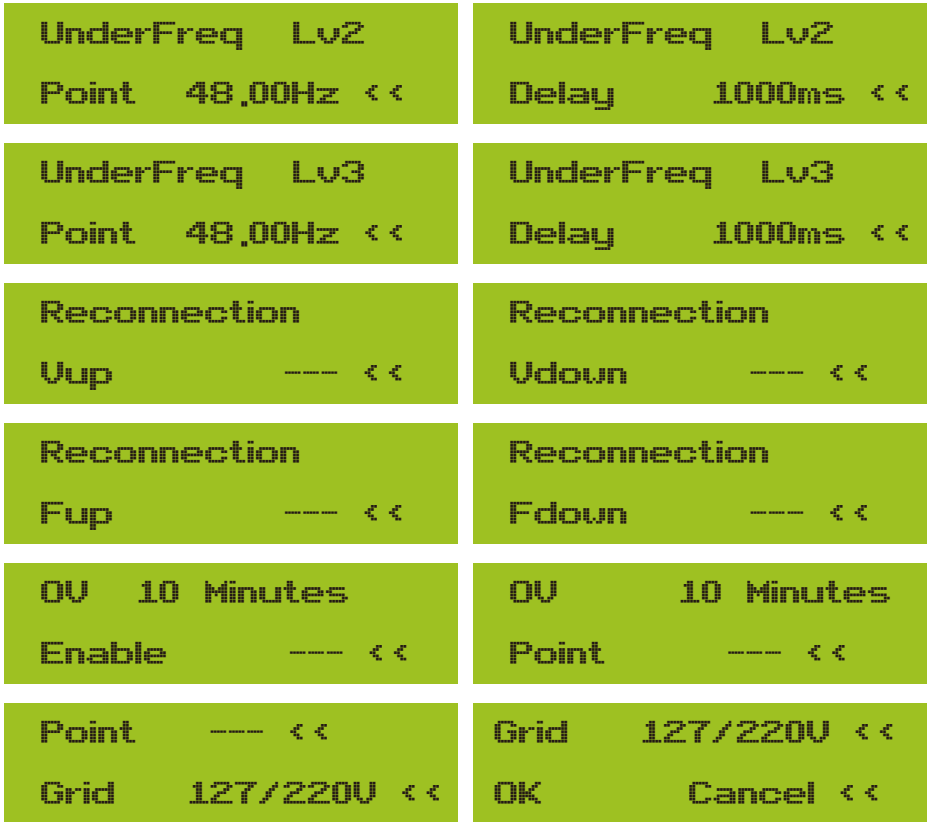 UnderFreq Lv2
Point 48.00Hz <<
UnderFreq Lv2
Delay 1000ms <<
UnderFreq Lv3
Point 48.00Hz <<
UnderFreq Lv3
Delay 1000ms <<
Reconnection
Vup --- <<
Reconnection
Vdown --- <<
Reconnection
Fup --- <<
Reconnection
Fdown --- <<
OV 10 Minutes
Enable --- <<
OV 10 Minutes
Point --- <<
Point --- <<
Grid 127/220V <<
Grid 127/220V <<
OK Cancel <<